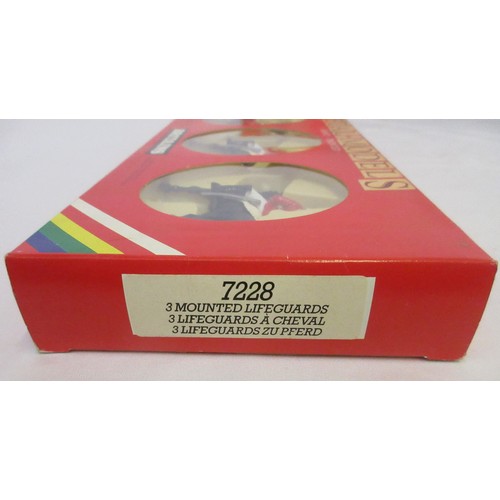 7228
3 MOUNTED LIFEGUARDS
3 LIFEGUARDS À CHEVAL
3 LIFEGUARDS ZU PFERD